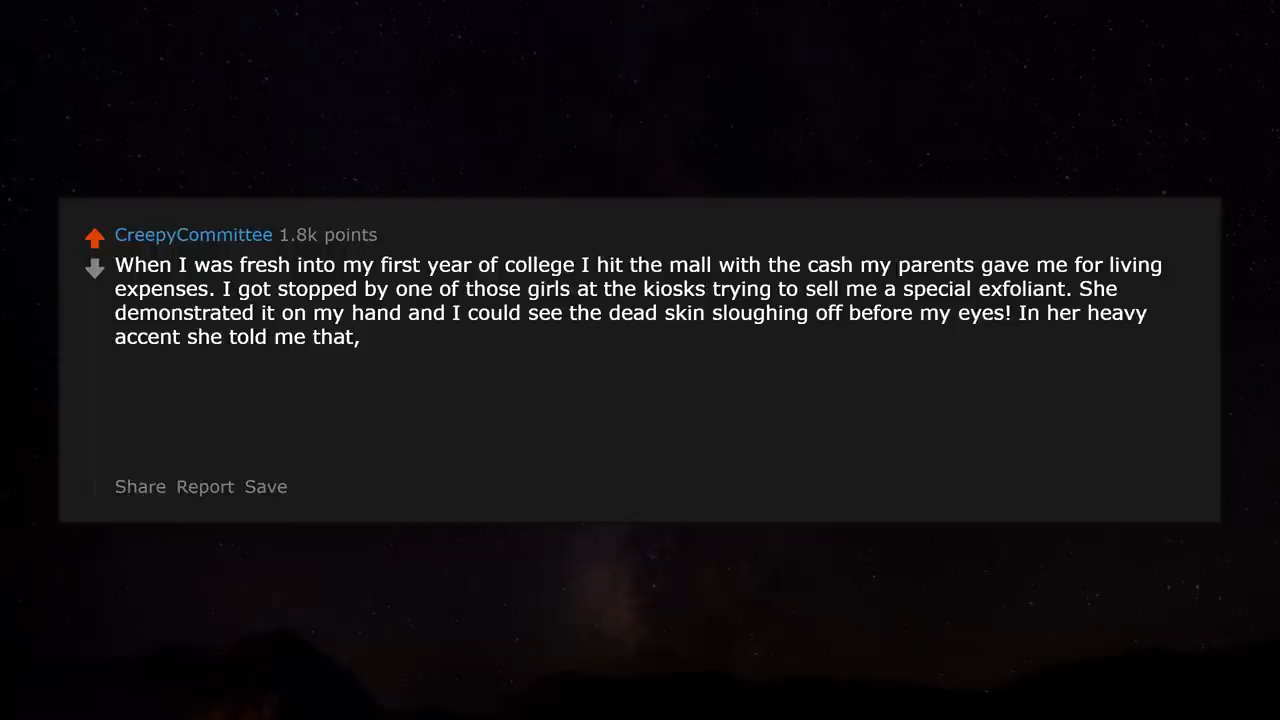 CreepyCommittee 1.8k points
When I was fresh into my first year of college I hit the mall with the cash my parents gave me for living
expenses. I got stopped by one of those girls at the kiosks trying to sell me a special exfoliant. She
demonstrated it on my hand and I could see the dead skin sloughing off before my eyes! In her heavy
accent she told me that,
Share Report Save